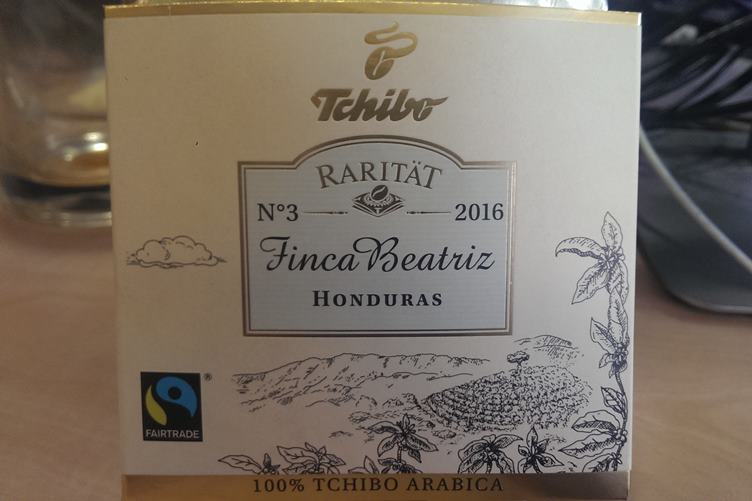 Tchibo
RARITÄT
N°3 2016
Finca Beatriz
HONDURAS
®
FAIRTRADE
100% TCHIBO ARABICA